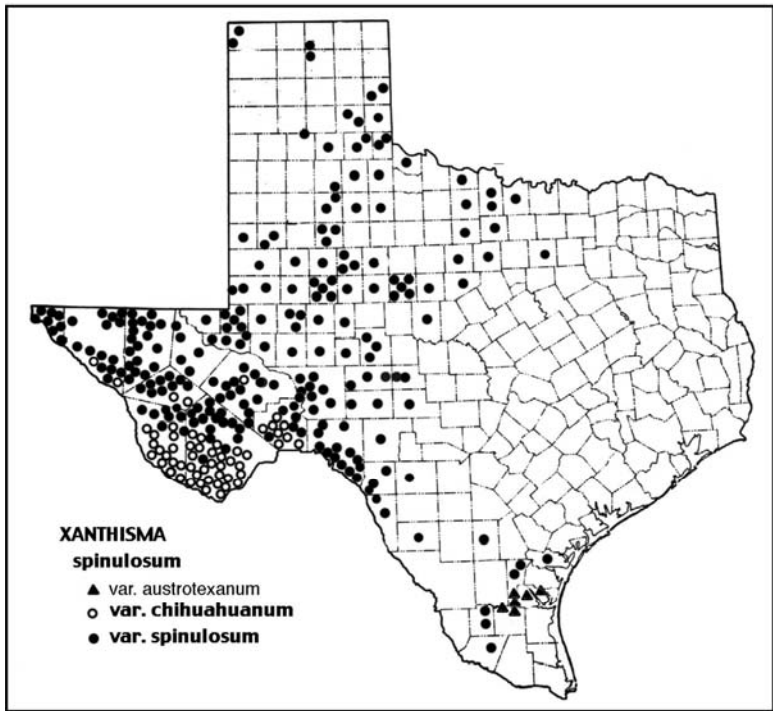 XANTHISMA
spinulosum
var. austrotexanum
var. chihuahuanum
var. spinulosum